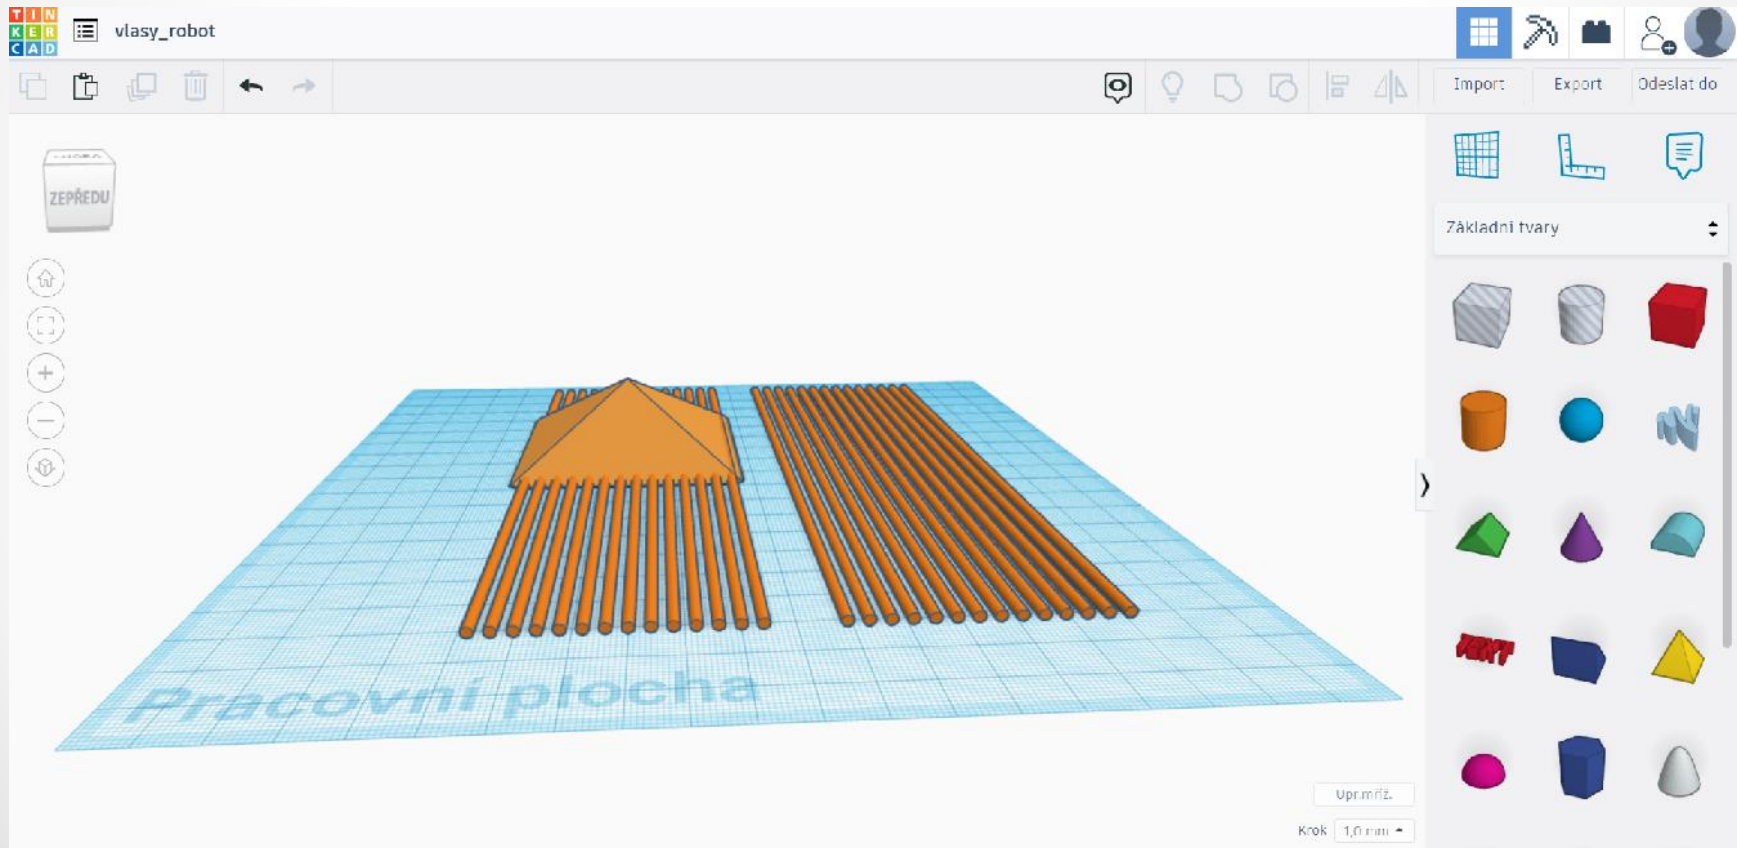 TIN
KER
CAD
vlasy_robot
Import
Export
Odeslat do
ZEPŘEDU
Základní tvary
TEXT
Pracovní plocha
Upr.mříž.
Krok
1,0 mm